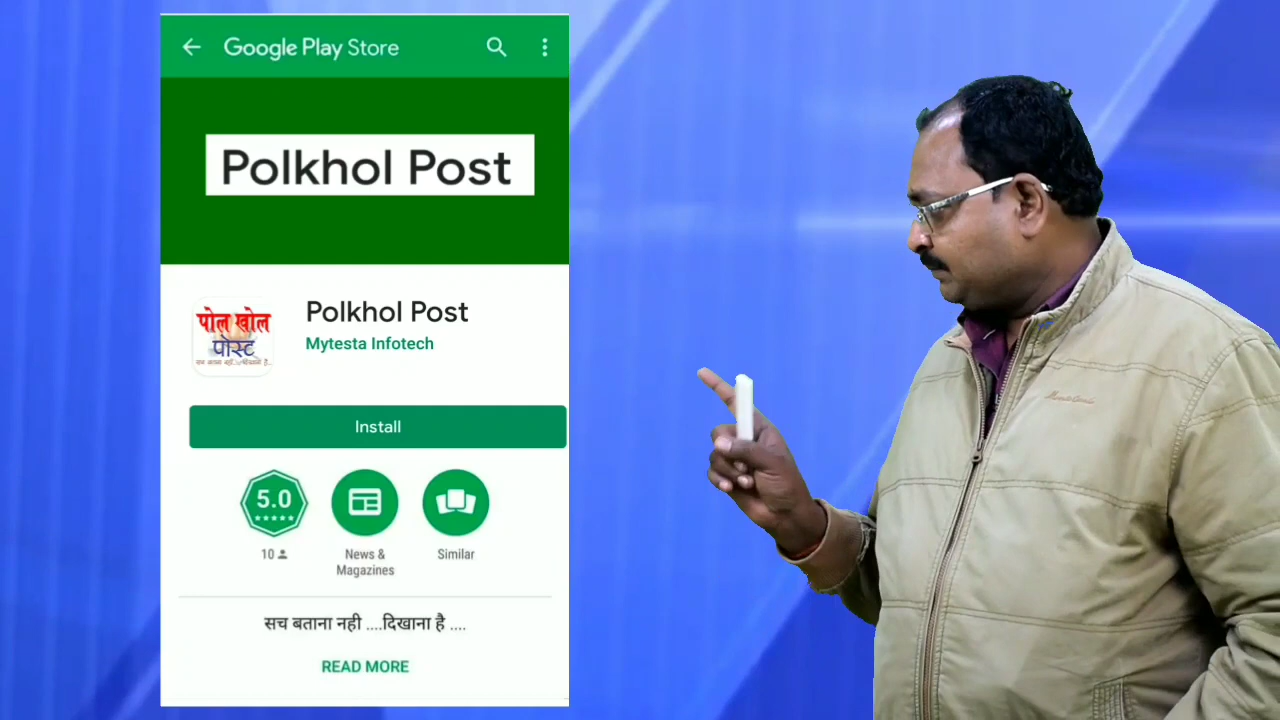 Google Play Store
Polkhol Post
पोल खोल
पोस्ट
Polkhol Post
Mytesta Infotech
Install
5.0
10
News &
Magazines
Similar
सच बताना नही ....दिखाना है ....
READ MORE